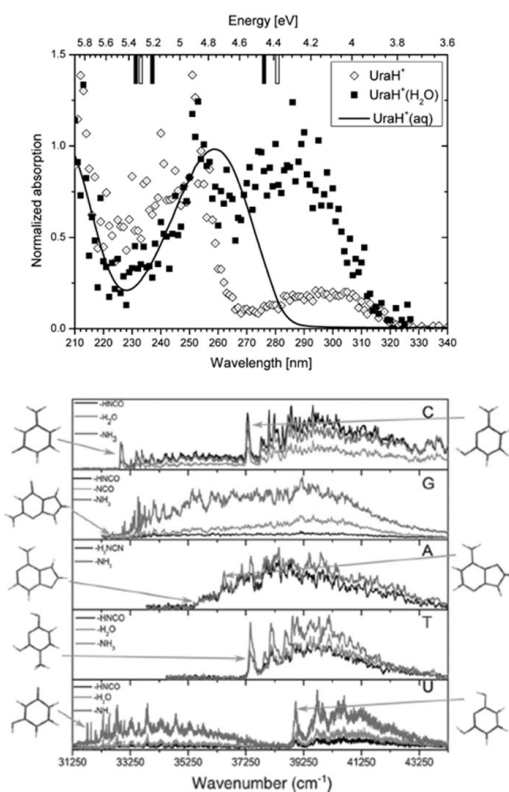 Energy [eV]
5.8 5.6 5.4 5.2 5 4.8 4.6 4.4 4.2 4 3.8 3.6
1.5
1.0
0.5
0.0
Normalized absorption
UraH⁺
UraH⁺(H₂O)
UraH⁺(aq)
210 220 230 240 250 260 270 280 290 300 310 320 330 340
Wavelength [nm]
-HNCO
-H₂O
-NH₃
C
-HNCO
-NCO
-NH₃
G
-H₂NCN
-NH₃
A
-HNCO
-H₂O
-NH₃
T
-HNCO
-H₂O
-NH
U
31250 33250 35250 37250 39250 41250 43250
Wavenumber (cm⁻¹)